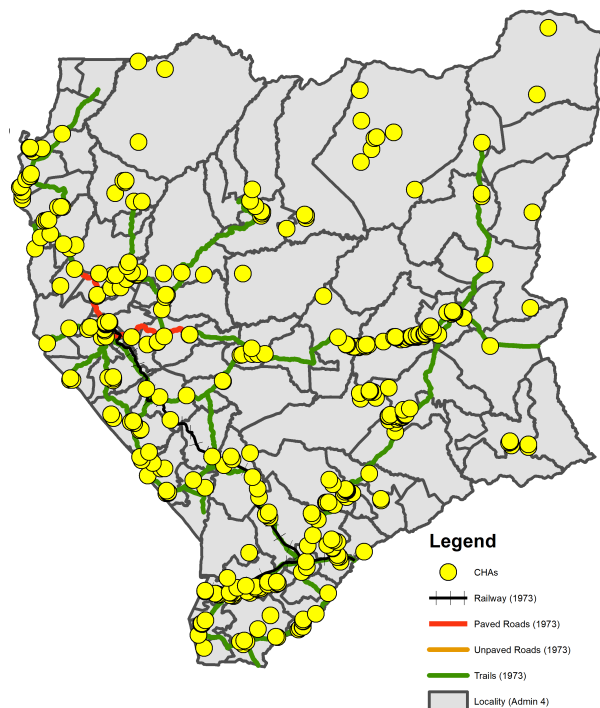 Legend
CHAs
Railway (1973)
Paved Roads (1973)
Unpaved Roads (1973)
Trails (1973)
Locality (Admin 4)